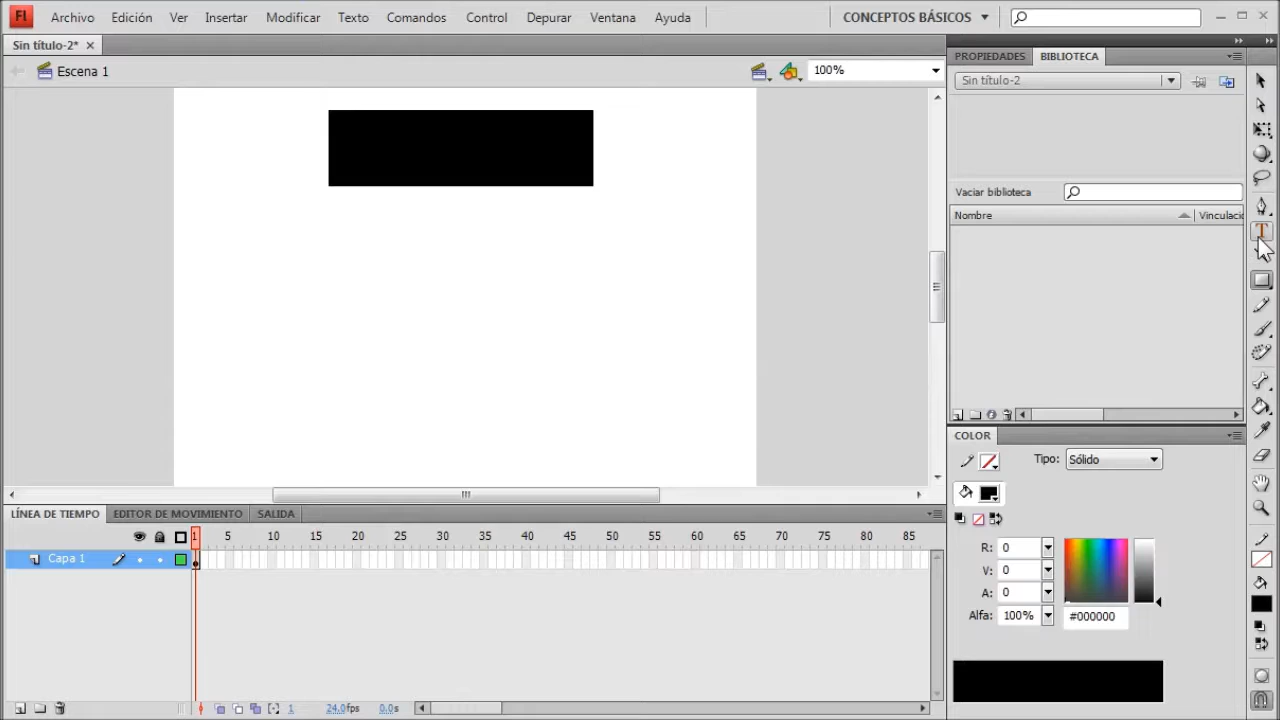 Fl Archivo Edición Ver Insertar Modificar Texto Comandos Control Depurar Ventana Ayuda CONCEPTOS BÁSICOS
Sin título-2*
Escena 1 100%
PROPIEDADES BIBLIOTECA
Sin título-2
Vaciar biblioteca
Nombre Vinculació
T
COLOR
Tipo: Sólido
R: 0
V: 0
A: 0
Alfa: 100% #000000
LÍNEA DE TIEMPO EDITOR DE MOVIMIENTO SALIDA
1 5 10 15 20 25 30 35 40 45 50 55 60 65 70 75 80 85
Capa 1
1 24.0fps 0.0s